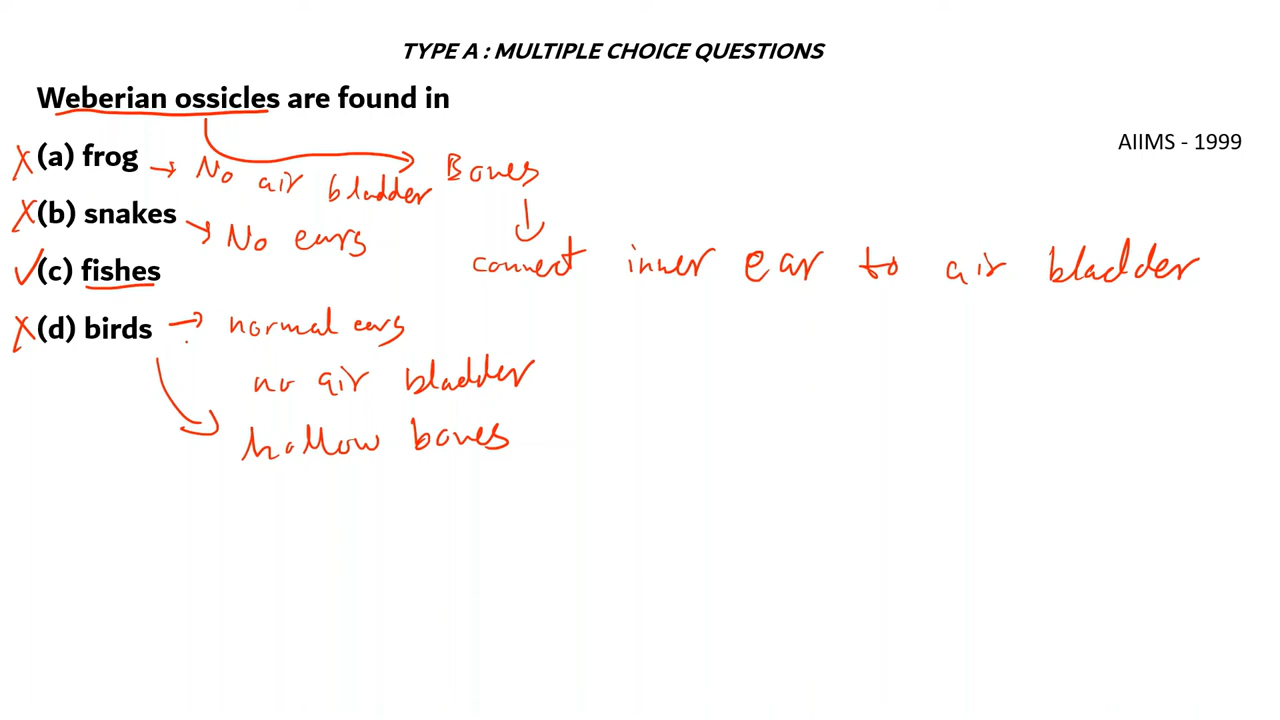 TYPE A : MULTIPLE CHOICE QUESTIONS
Weberian ossicles are found in
AIIMS - 1999
X (a) frog → No air bladder
Bones
X (b) snakes → No ears
connect inner ear to air bladder
✓ (c) fishes
X (d) birds → normal ears
no air bladder
hollow bones